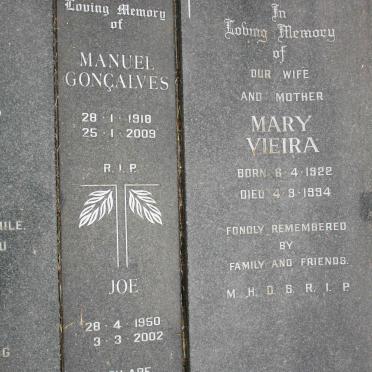 Loving Memory
of
MANUEL
GONÇALVES
28 · 1 · 1918
25 · 1 · 2009
R.I.P.
JOE
28 · 4 · 1950
3 · 3 · 2002
In
Loving Memory
of
OUR WIFE
AND MOTHER
MARY
VIEIRA
BORN 6·4·1922
DIED 4·9·1994
FONDLY REMEMBERED
BY
FAMILY AND FRIENDS.
M.H.D.S.R.I.P